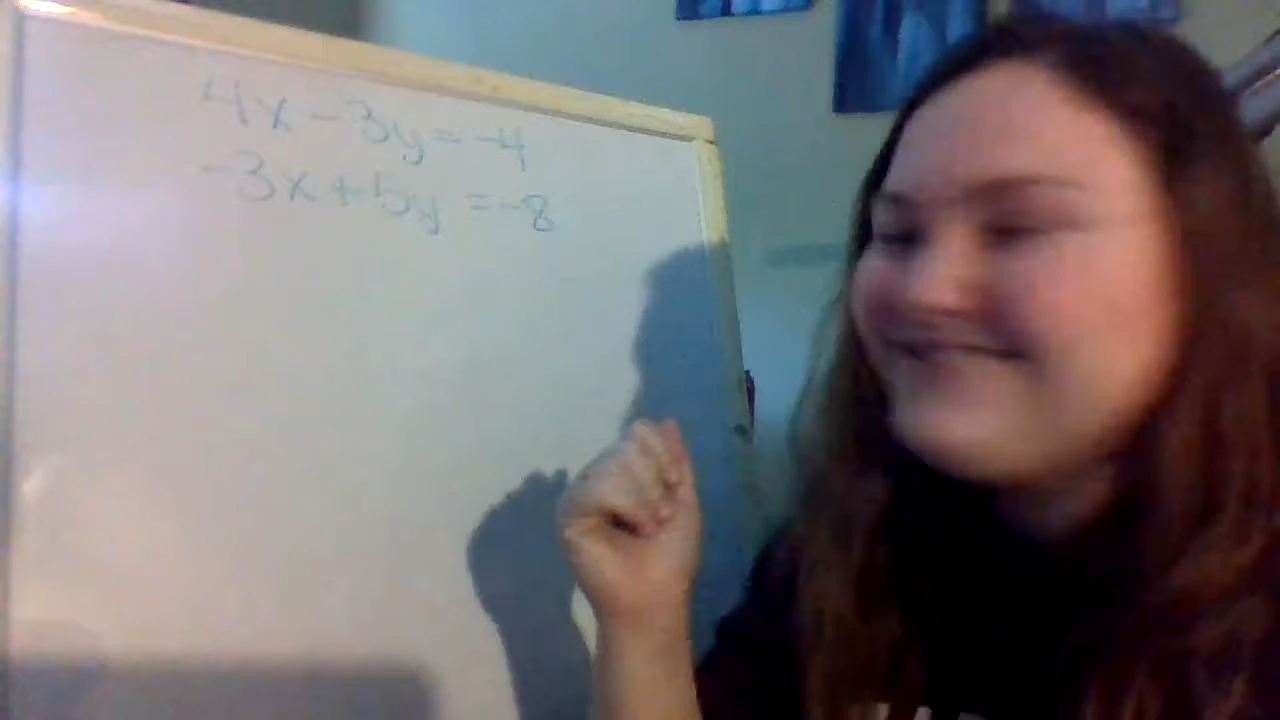 4x - 3y = -4
-3x + 5y = -8